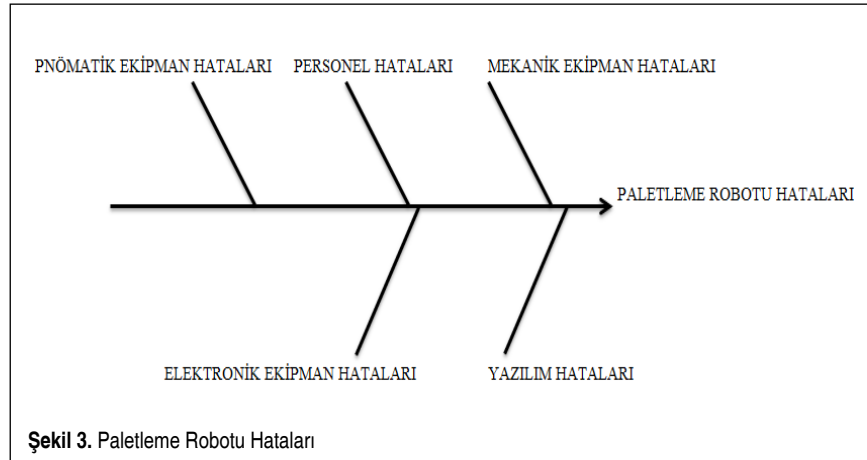 PNÖMATİK EKİPMAN HATALARI PERSONEL HATALARI MEKANİK EKİPMAN HATALARI
PALETLEME ROBOTU HATALARI
ELEKTRONİK EKİPMAN HATALARI YAZILIM HATALARI
Şekil 3. Paletleme Robotu Hataları